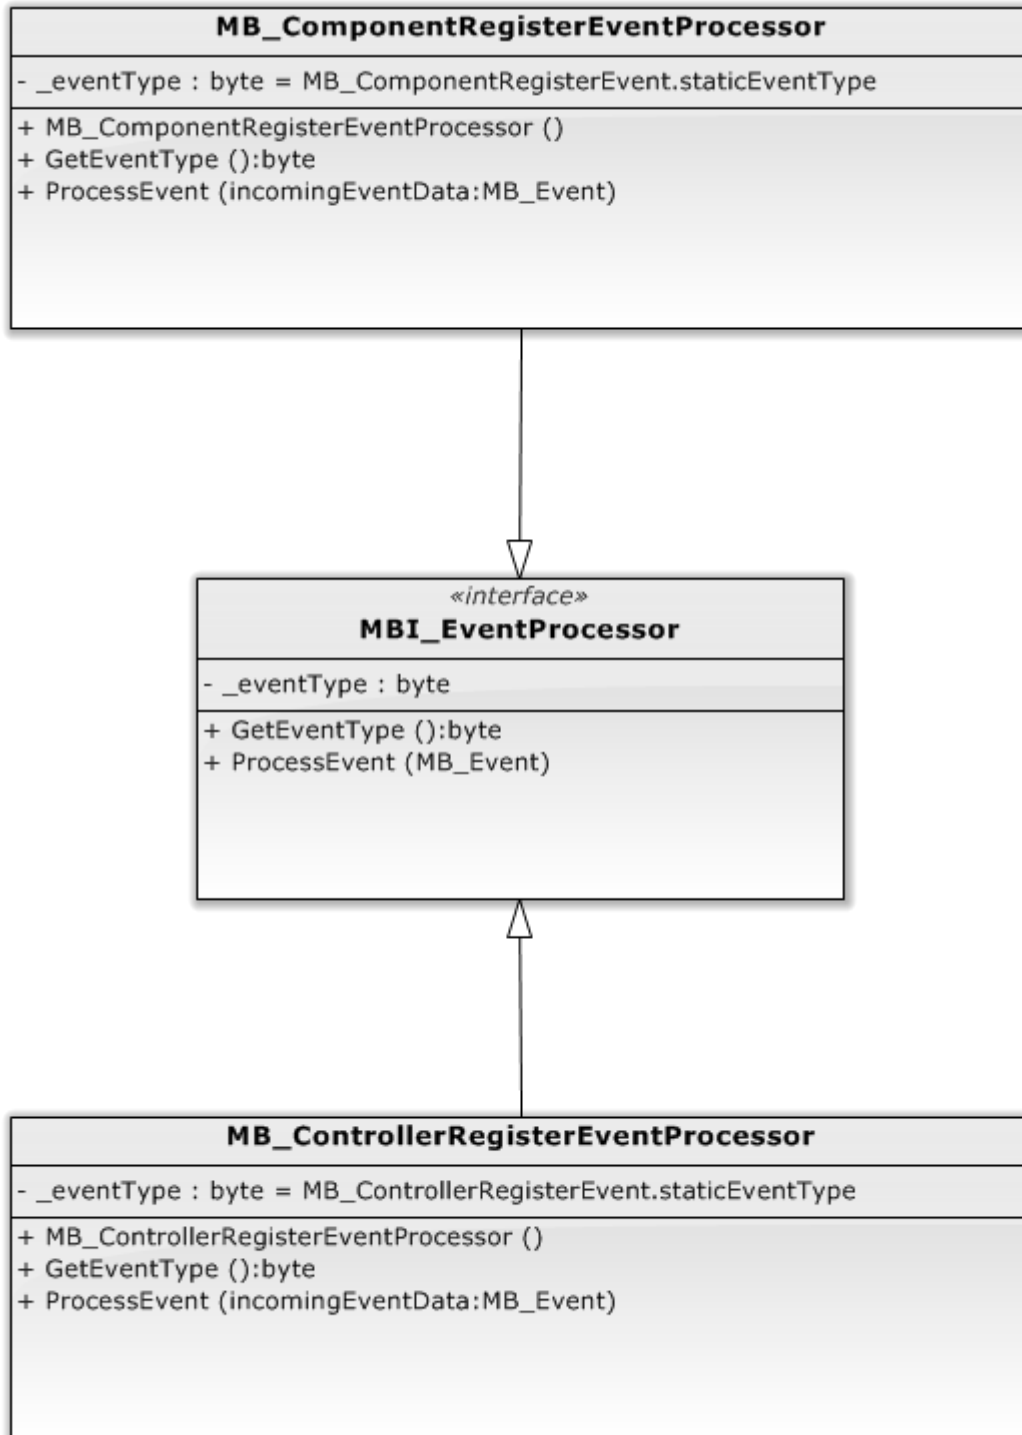 MB_ComponentRegisterEventProcessor
- _eventType : byte = MB_ComponentRegisterEvent.staticEventType
+ MB_ComponentRegisterEventProcessor ()
+ GetEventType ():byte
+ ProcessEvent (incomingEventData:MB_Event)
«interface»
MBI_EventProcessor
- _eventType : byte
+ GetEventType ():byte
+ ProcessEvent (MB_Event)
MB_ControllerRegisterEventProcessor
- _eventType : byte = MB_ControllerRegisterEvent.staticEventType
+ MB_ControllerRegisterEventProcessor ()
+ GetEventType ():byte
+ ProcessEvent (incomingEventData:MB_Event)